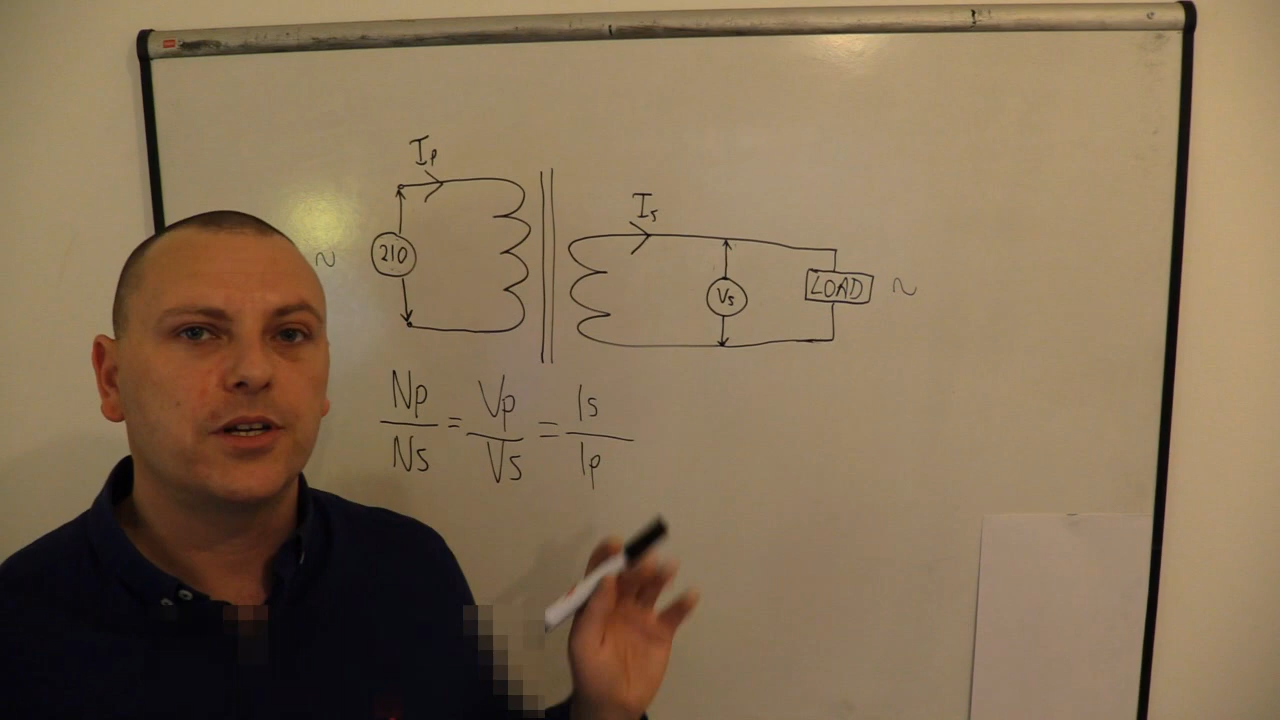 Ip
Is
~ 210
Vs
LOAD ~
Np/Ns = Vp/Vs = Is/Ip